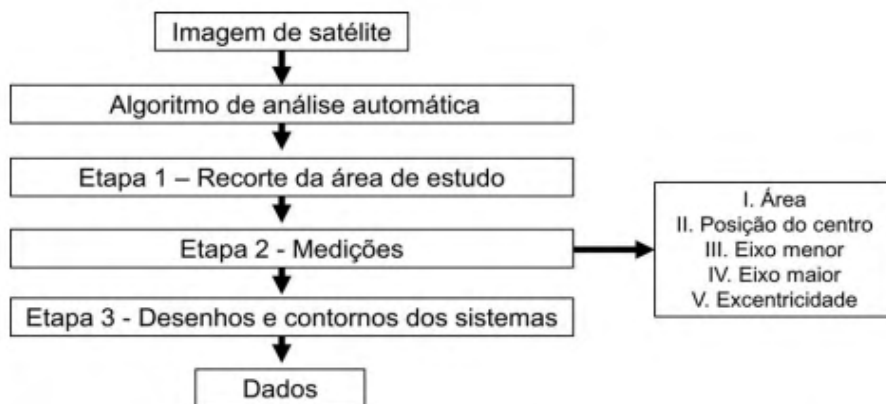 Imagem de satélite
Algoritmo de análise automática
Etapa 1 – Recorte da área de estudo
Etapa 2 - Medições
I. Área
II. Posição do centro
III. Eixo menor
IV. Eixo maior
V. Excentricidade
Etapa 3 - Desenhos e contornos dos sistemas
Dados